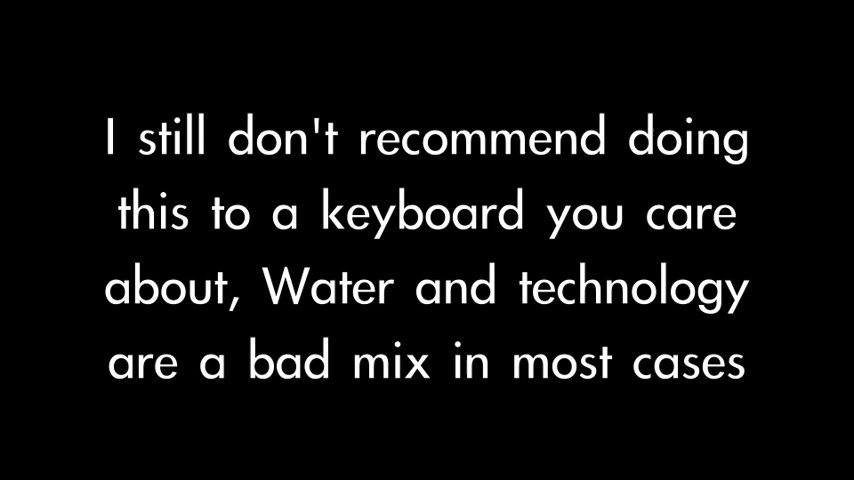 I still don't recommend doing
this to a keyboard you care
about, Water and technology
are a bad mix in most cases